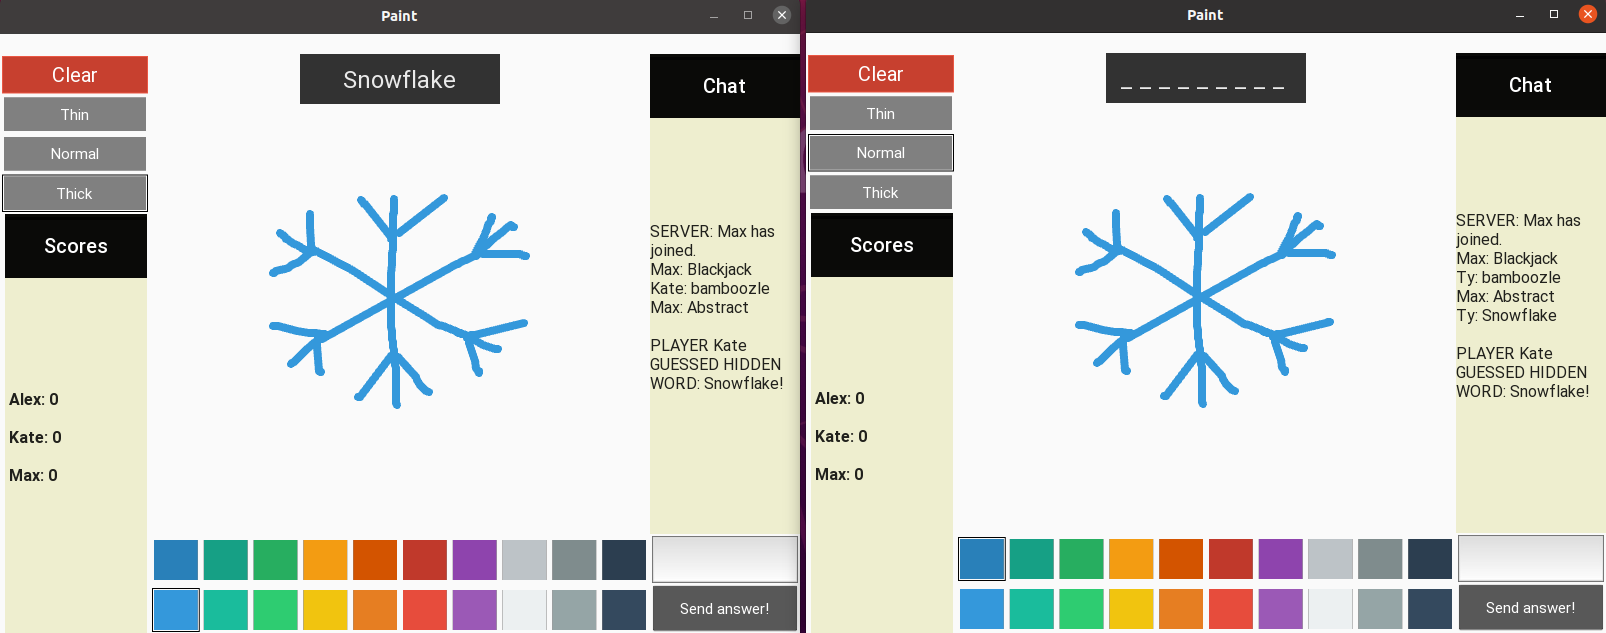 Paint
Clear
Thin
Normal
Thick
Scores
Alex: 0
Kate: 0
Max: 0
Snowflake
Chat
SERVER: Max has
joined.
Max: Blackjack
Kate: bamboozle
Max: Abstract
PLAYER Kate
GUESSED HIDDEN
WORD: Snowflake!
Send answer!
Paint
Clear
Thin
Normal
Thick
Scores
Alex: 0
Kate: 0
Max: 0
_ _ _ _ _ _ _ _ _
Chat
SERVER: Max has
joined.
Max: Blackjack
Ty: bamboozle
Max: Abstract
Ty: Snowflake
PLAYER Kate
GUESSED HIDDEN
WORD: Snowflake!
Send answer!